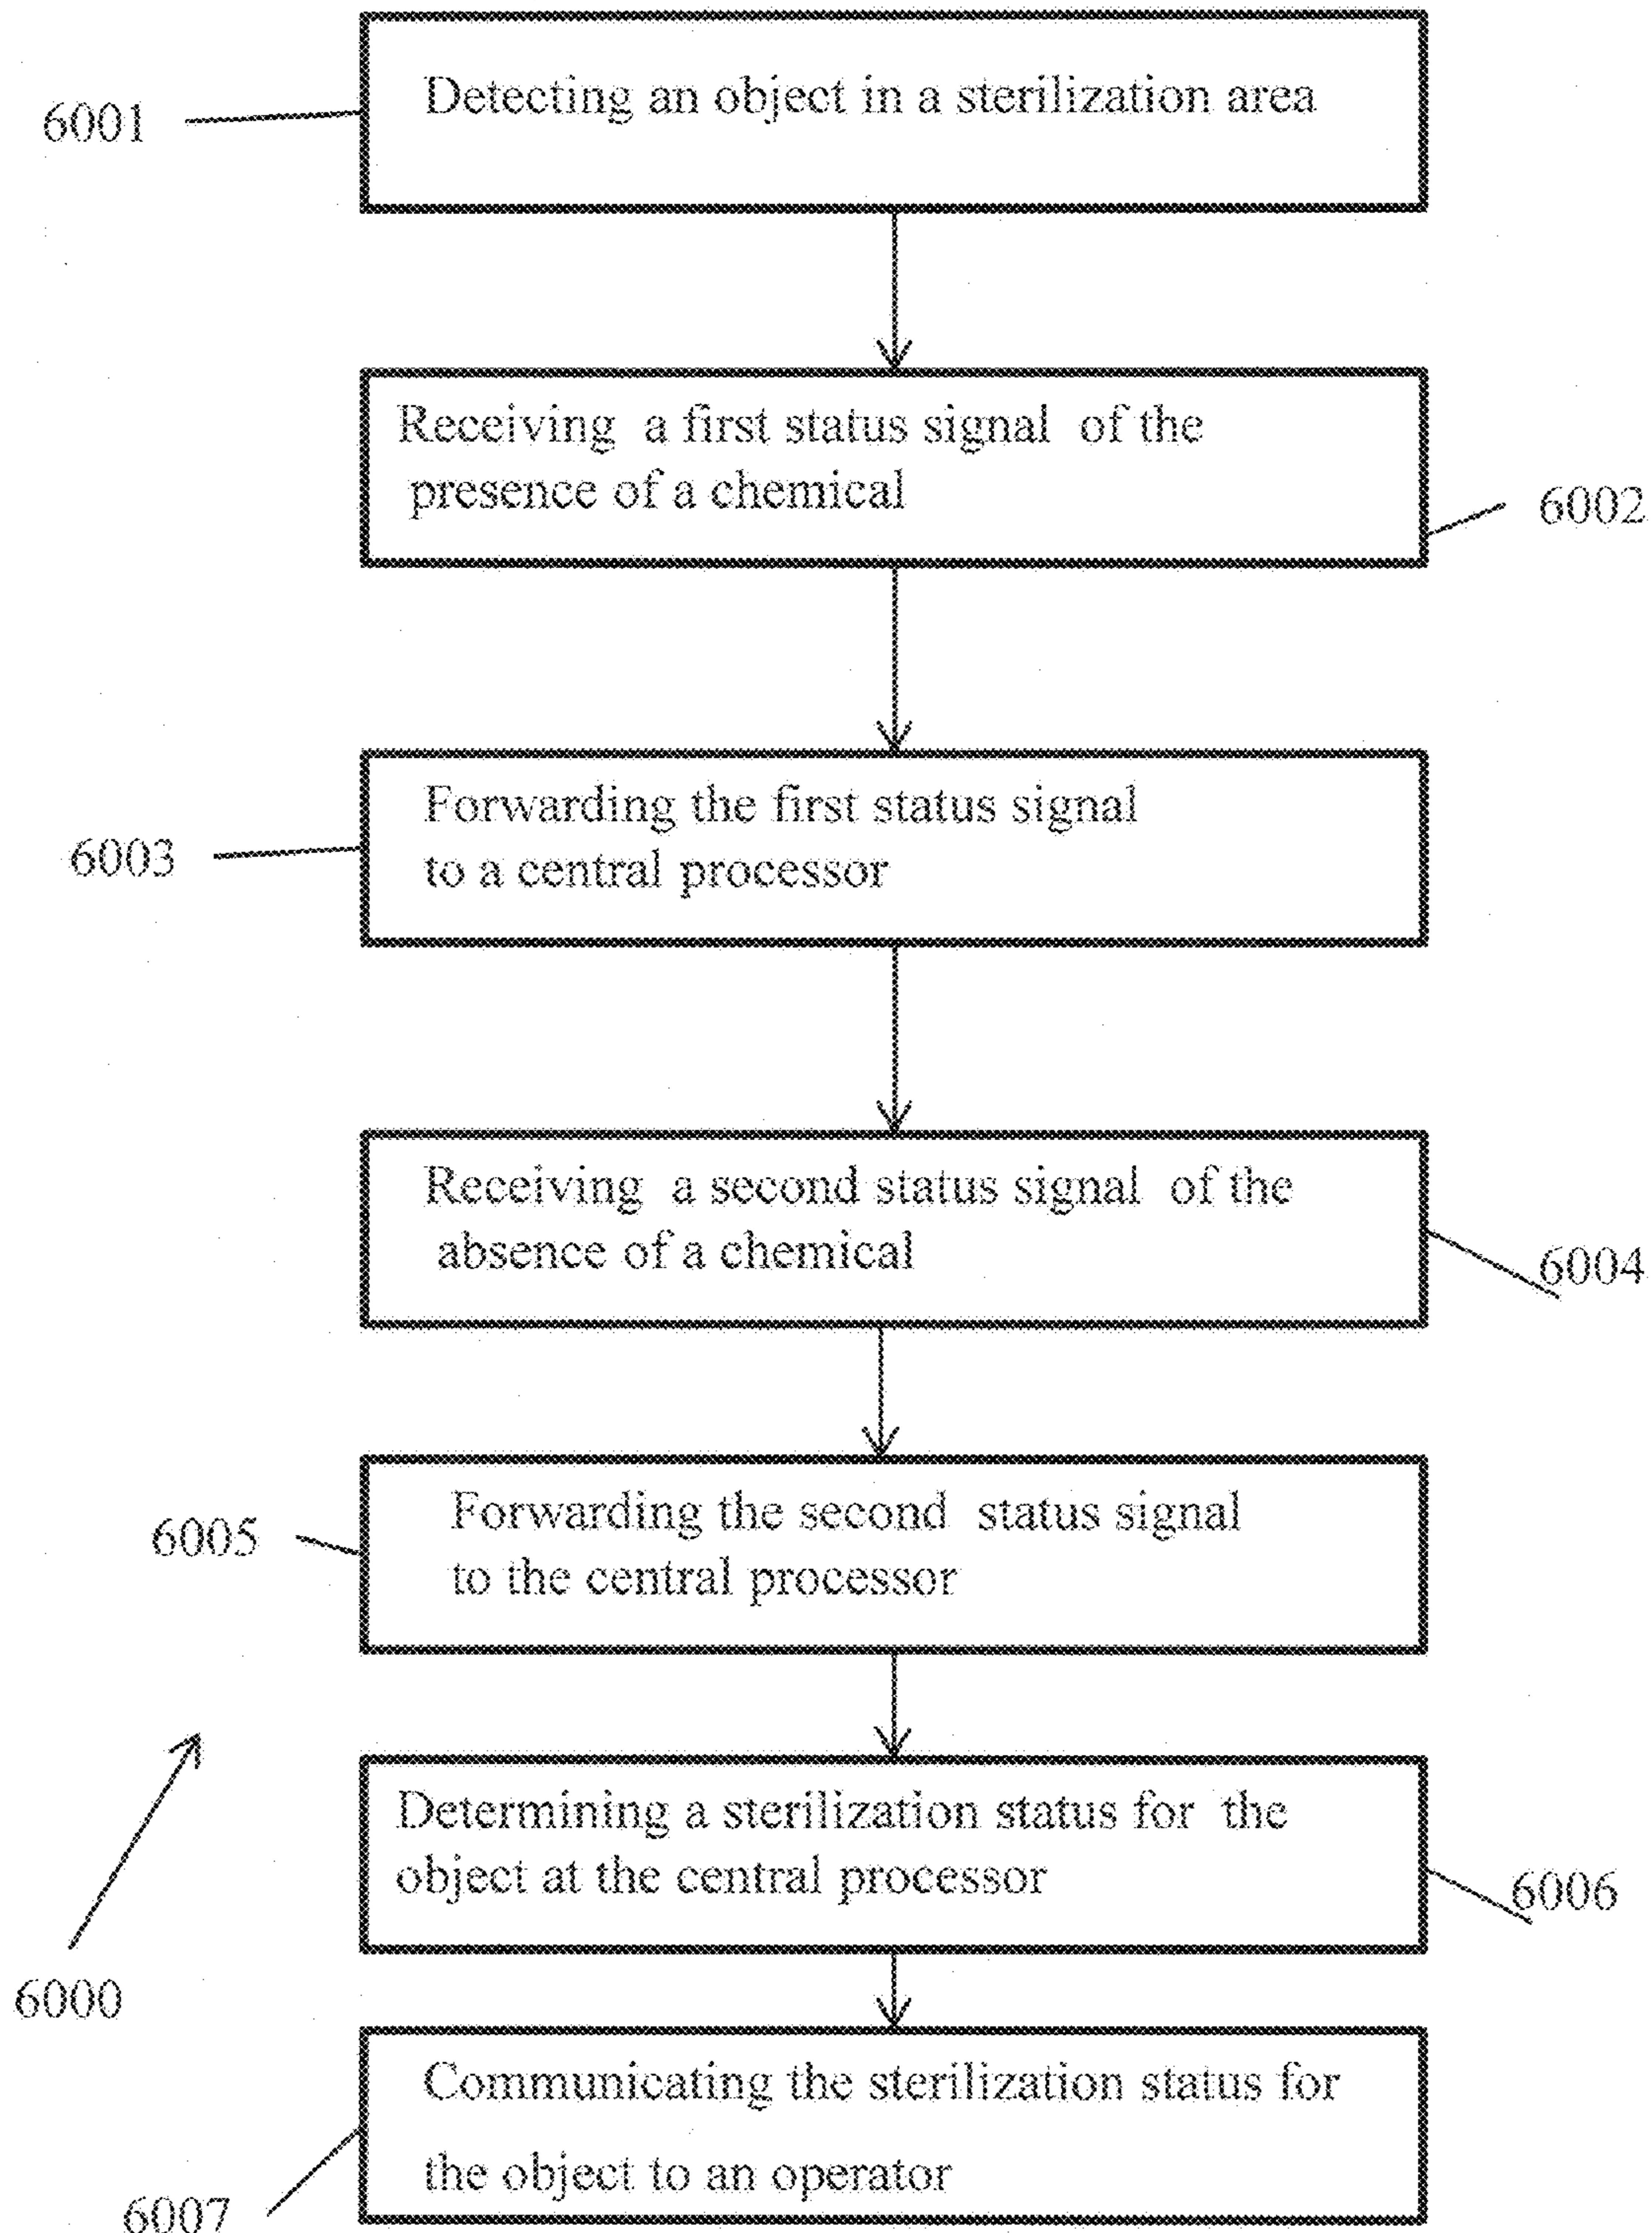 Detecting an object in a sterilization area
6001
Receiving a first status signal of the
presence of a chemical
6002
Forwarding the first status signal
to a central processor
6003
Receiving a second status signal of the
absence of a chemical
6004
Forwarding the second status signal
to the central processor
6005
Determining a sterilization status for the
object at the central processor
6006
6000
Communicating the sterilization status for
the object to an operator
6007